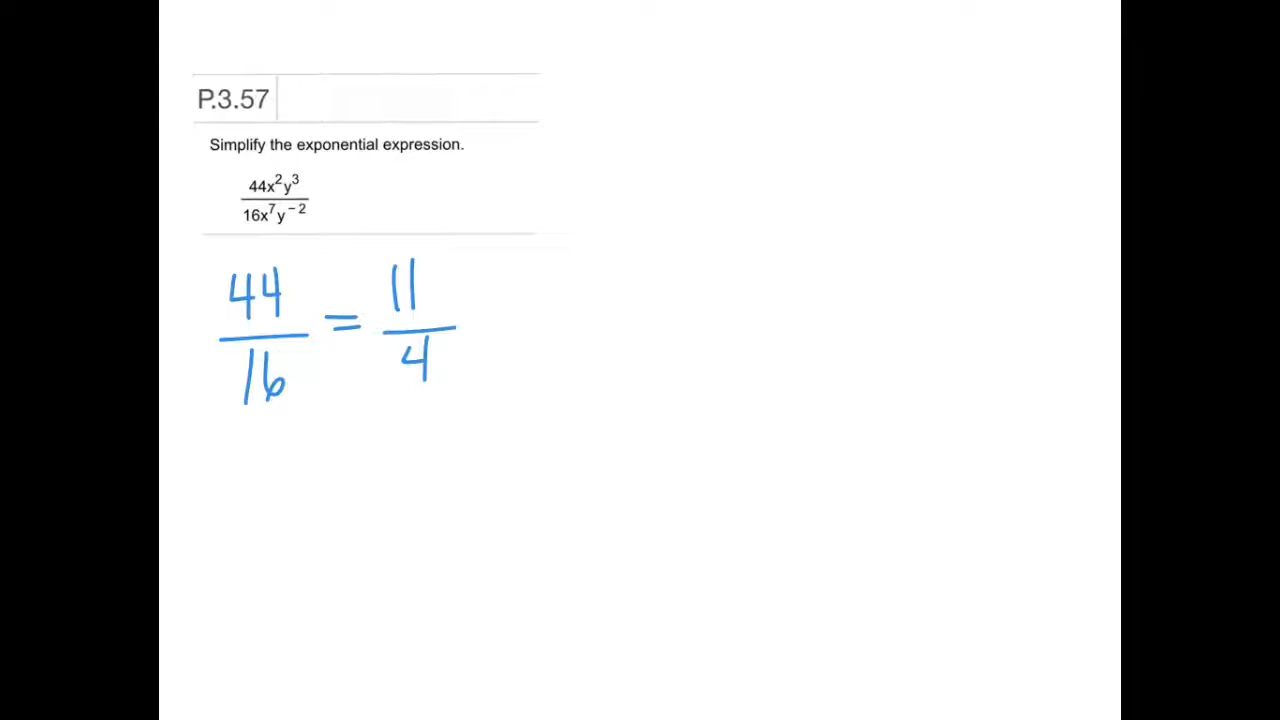 P.3.57
Simplify the exponential expression.
44x²y³
16x⁷y⁻²
44 = 11
16 4